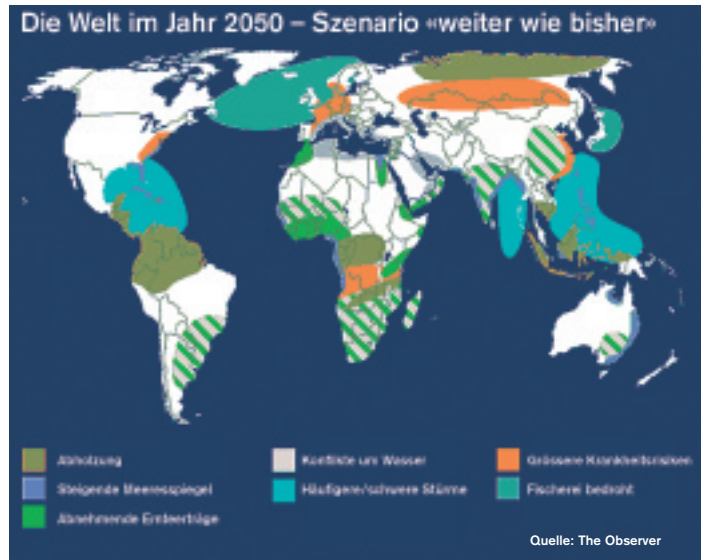 Die Welt im Jahr 2050 – Szenario «weiter wie bisher»
Abholzung
Konflikte um Wasser
Grössere Krankheitsrisiken
Steigende Meeresspiegel
Häufigere/schwere Stürme
Fischerei bedroht
Abnehmende Ernteerträge
Quelle: The Observer